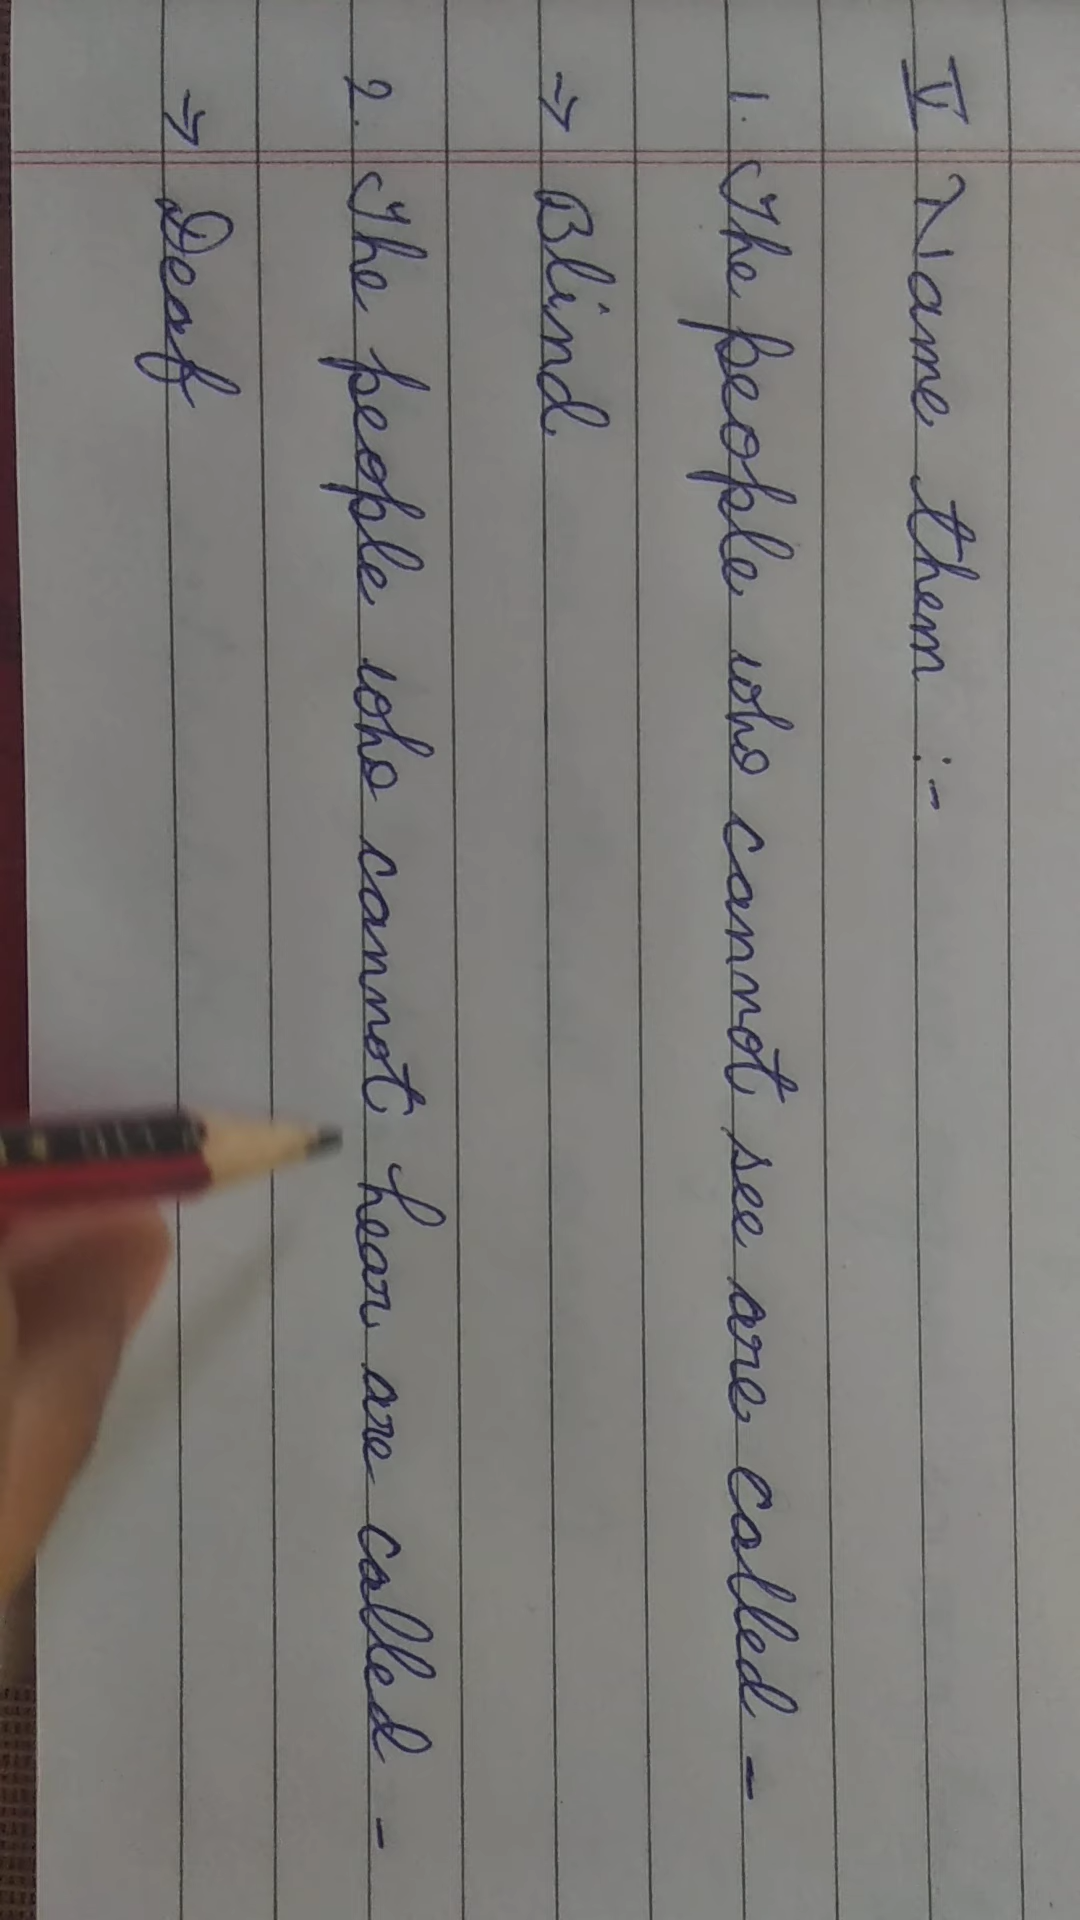 V Name them :-
1. The people who cannot see are called -
⇒ Blind
2. The people who cannot hear are called -
⇒ Deaf